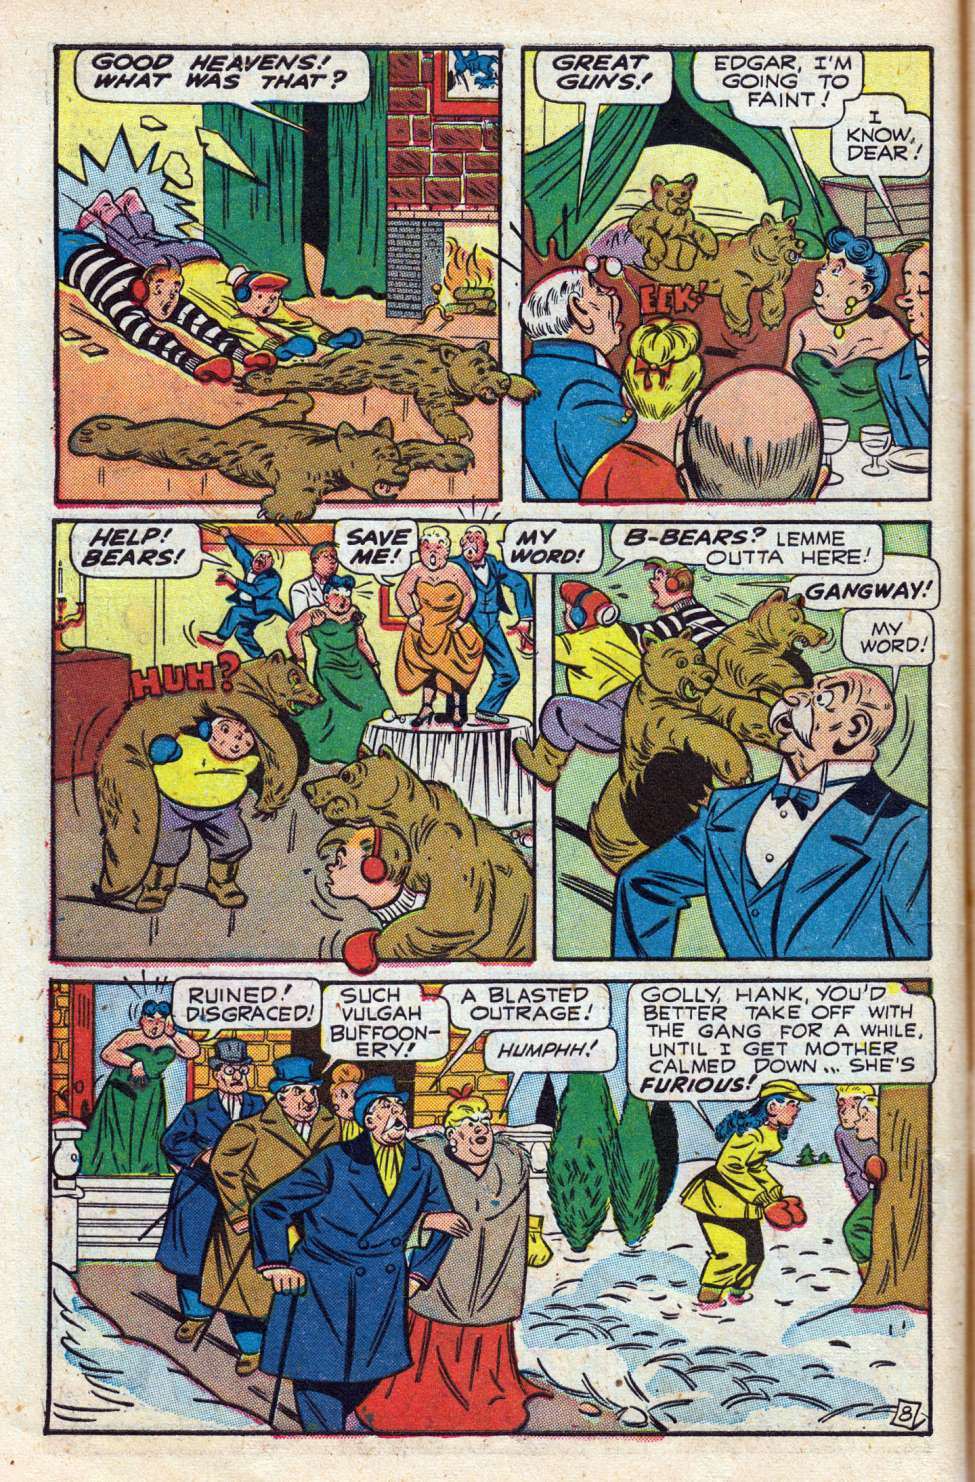 GOOD HEAVENS!
WHAT WAS THAT?
GREAT
GUNS!
EDGAR, I'M
GOING TO
FAINT!
I
KNOW,
DEAR!
EEK!
HELP!
BEARS!
SAVE
ME!
MY
WORD!
HUH?
B-BEARS? LEMME
OUTTA HERE!
GANGWAY!
MY
WORD!
RUINED!
DISGRACED!
SUCH
VULGAH
BUFFOON-
ERY!
A BLASTED
OUTRAGE!
HUMPHH!
GOLLY, HANK, YOU'D
BETTER TAKE OFF WITH
THE GANG FOR A WHILE,
UNTIL I GET MOTHER
CALMED DOWN... SHE'S
FURIOUS!
8